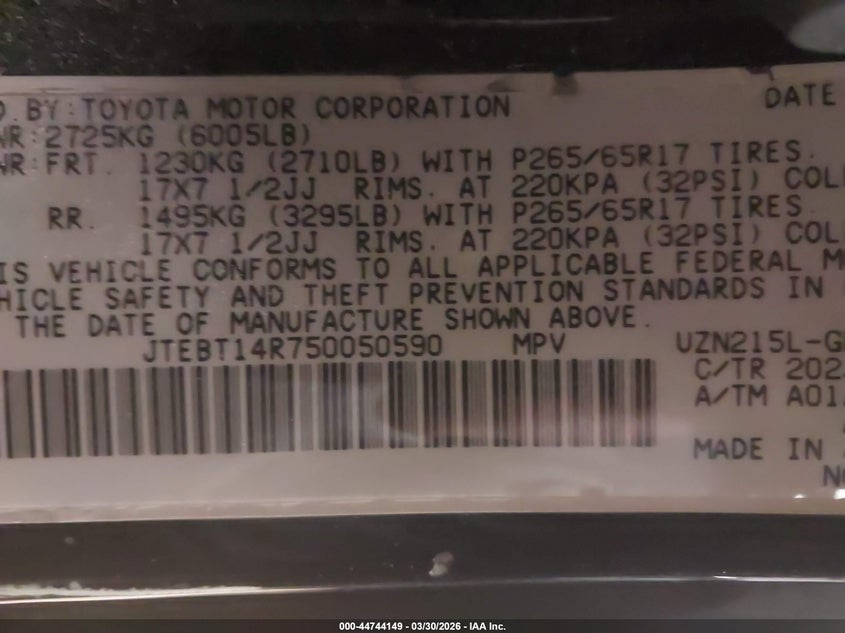 D. BY: TOYOTA MOTOR CORPORATION DATE
WR: 2725KG (6005LB)
WR: FRT. 1230KG (2710LB) WITH P265/65R17 TIRES.
17X7 1/2JJ RIMS. AT 220KPA (32PSI) COL
RR. 1495KG (3295LB) WITH P265/65R17 TIRES.
17X7 1/2JJ RIMS. AT 220KPA (32PSI) COL
IS VEHICLE CONFORMS TO ALL APPLICABLE FEDERAL M
HICLE SAFETY AND THEFT PREVENTION STANDARDS IN
THE DATE OF MANUFACTURE SHOWN ABOVE.
JTEBT14R750050590 MPV UZN215L-G
C/TR 202
A/TM A01
MADE IN
N
000-44744149 - 03/30/2026 - IAA Inc.